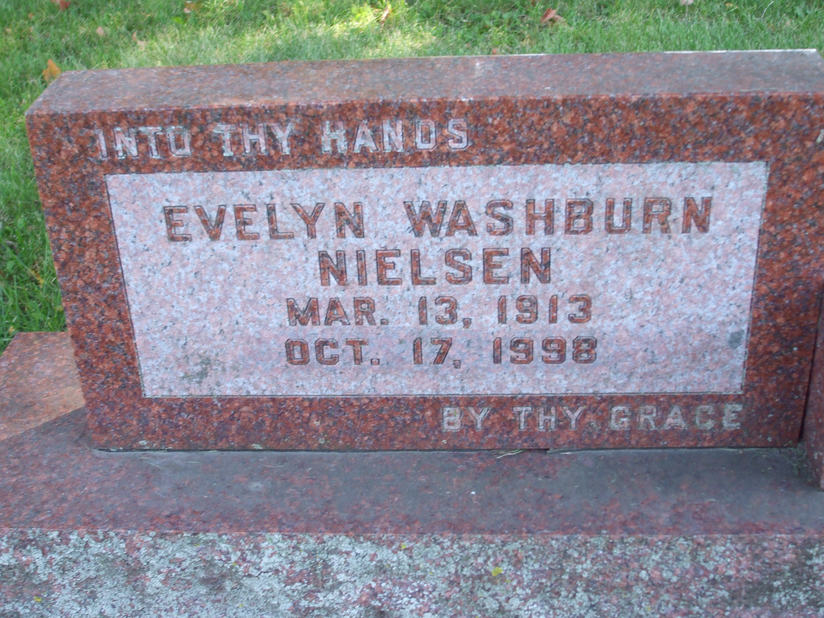 INTO THY HANDS
EVELYN WASHBURN
NIELSEN
MAR. 13, 1913
OCT. 17, 1998
BY THY GRACE